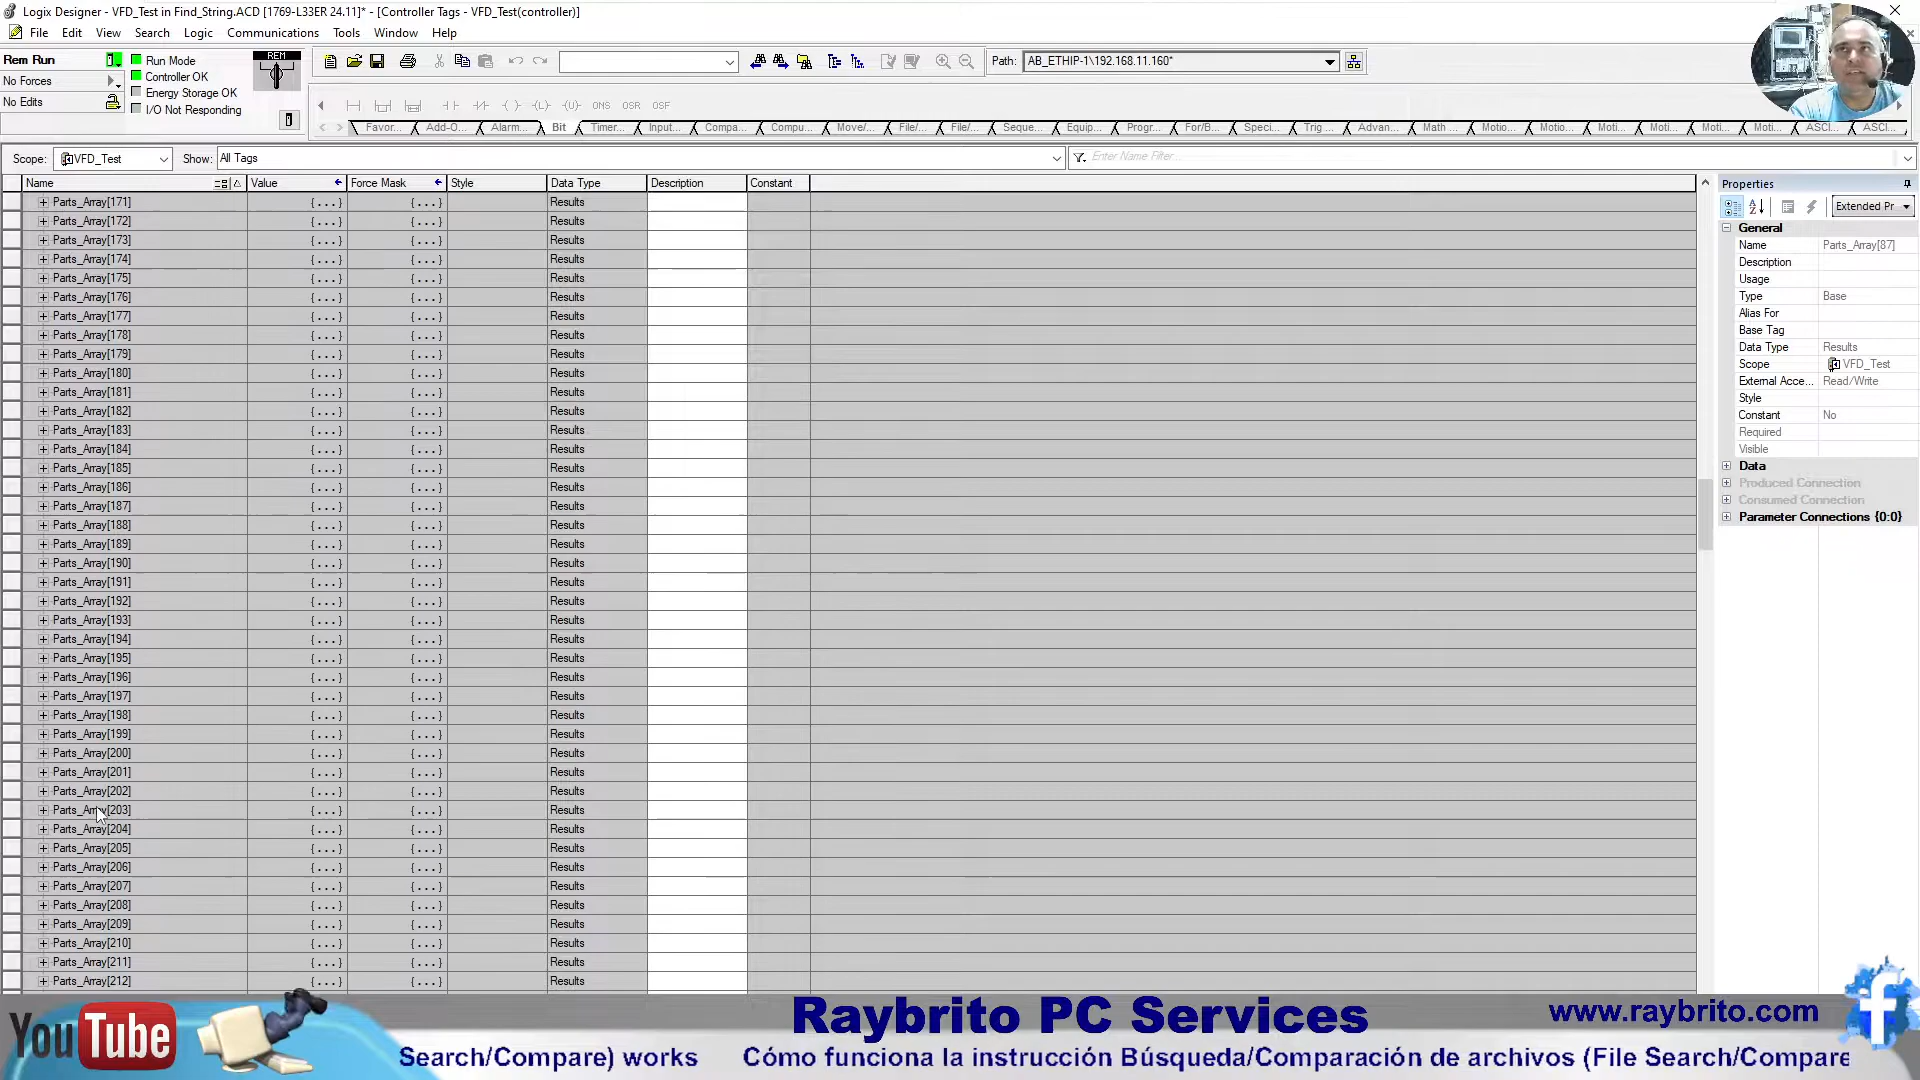 Logix Designer - VFD_Test in Find_String.ACD [1769-L33ER 24.11]* - [Controller Tags - VFD_Test(controller)]
File Edit View Search Logic Communications Tools Window Help
Rem Run
No Forces
No Edits
Run Mode
Controller OK
Energy Storage OK
I/O Not Responding
REM
Path: AB_ETHIP-1\192.168.11.160*
ONS OSR OSF
Favor... Add-O... Alarm... Bit Timer... Input... Compa... Compu... Move/... File/... File/... Seque... Equip... Progr... For/B... Speci... Trig ... Advan... Math ... Motio... Motio... Moti... Moti... Moti... Moti... ASCI... ASCI...
Scope: VFD_Test Show: All Tags Enter Name Filter...
Name Value Force Mask Style Data Type Description Constant
Parts_Array[171] {...} {...} Results
Parts_Array[172] {...} {...} Results
Parts_Array[173] {...} {...} Results
Parts_Array[174] {...} {...} Results
Parts_Array[175] {...} {...} Results
Parts_Array[176] {...} {...} Results
Parts_Array[177] {...} {...} Results
Parts_Array[178] {...} {...} Results
Parts_Array[179] {...} {...} Results
Parts_Array[180] {...} {...} Results
Parts_Array[181] {...} {...} Results
Parts_Array[182] {...} {...} Results
Parts_Array[183] {...} {...} Results
Parts_Array[184] {...} {...} Results
Parts_Array[185] {...} {...} Results
Parts_Array[186] {...} {...} Results
Parts_Array[187] {...} {...} Results
Parts_Array[188] {...} {...} Results
Parts_Array[189] {...} {...} Results
Parts_Array[190] {...} {...} Results
Parts_Array[191] {...} {...} Results
Parts_Array[192] {...} {...} Results
Parts_Array[193] {...} {...} Results
Parts_Array[194] {...} {...} Results
Parts_Array[195] {...} {...} Results
Parts_Array[196] {...} {...} Results
Parts_Array[197] {...} {...} Results
Parts_Array[198] {...} {...} Results
Parts_Array[199] {...} {...} Results
Parts_Array[200] {...} {...} Results
Parts_Array[201] {...} {...} Results
Parts_Array[202] {...} {...} Results
Parts_Array[203] {...} {...} Results
Parts_Array[204] {...} {...} Results
Parts_Array[205] {...} {...} Results
Parts_Array[206] {...} {...} Results
Parts_Array[207] {...} {...} Results
Parts_Array[208] {...} {...} Results
Parts_Array[209] {...} {...} Results
Parts_Array[210] {...} {...} Results
Parts_Array[211] {...} {...} Results
Parts_Array[212] {...} {...} Results
Properties
Extended Pr
General
Name Parts_Array[87]
Description
Usage
Type Base
Alias For
Base Tag
Data Type Results
Scope VFD_Test
External Acce... Read/Write
Style
Constant No
Required
Visible
Data
Produced Connection
Consumed Connection
Parameter Connections {0:0}
YouTube
Raybrito PC Services
www.raybrito.com
Search/Compare) works Cómo funciona la instrucción Búsqueda/Comparación de archivos (File Search/Compare